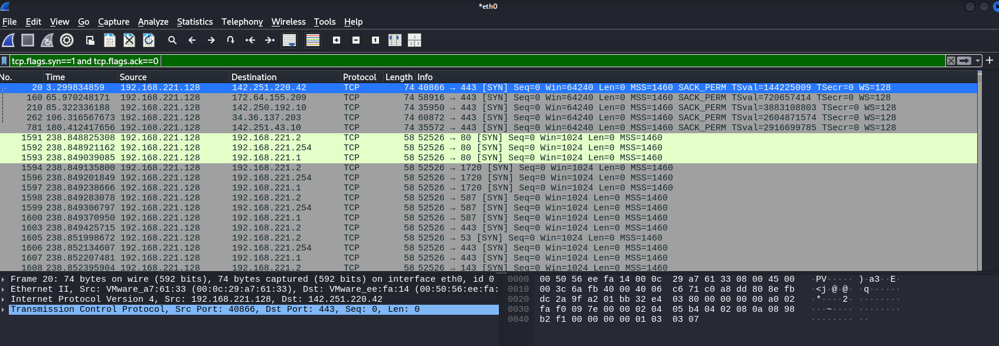 *eth0
File Edit View Go Capture Analyze Statistics Telephony Wireless Tools Help
tcp.flags.syn==1 and tcp.flags.ack==0
No. Time Source Destination Protocol Length Info
20 3.299834859 192.168.221.128 142.251.220.42 TCP 74 40866 → 443 [SYN] Seq=0 Win=64240 Len=0 MSS=1460 SACK_PERM TSval=144225009 TSecr=0 WS=128
160 65.970248171 192.168.221.128 172.64.155.209 TCP 74 58916 → 443 [SYN] Seq=0 Win=64240 Len=0 MSS=1460 SACK_PERM TSval=720657414 TSecr=0 WS=128
210 85.322336188 192.168.221.128 142.250.192.10 TCP 74 35950 → 443 [SYN] Seq=0 Win=64240 Len=0 MSS=1460 SACK_PERM TSval=3883108803 TSecr=0 WS=128
262 106.316567673 192.168.221.128 34.36.137.203 TCP 74 60872 → 443 [SYN] Seq=0 Win=64240 Len=0 MSS=1460 SACK_PERM TSval=2604871574 TSecr=0 WS=128
781 180.412417656 192.168.221.128 142.251.43.10 TCP 74 35572 → 443 [SYN] Seq=0 Win=64240 Len=0 MSS=1460 SACK_PERM TSval=2916699785 TSecr=0 WS=128
1591 238.848825308 192.168.221.128 192.168.221.2 TCP 58 52526 → 80 [SYN] Seq=0 Win=1024 Len=0 MSS=1460
1592 238.848921162 192.168.221.128 192.168.221.254 TCP 58 52526 → 80 [SYN] Seq=0 Win=1024 Len=0 MSS=1460
1593 238.849039085 192.168.221.128 192.168.221.1 TCP 58 52526 → 80 [SYN] Seq=0 Win=1024 Len=0 MSS=1460
1594 238.849135800 192.168.221.128 192.168.221.2 TCP 58 52526 → 1720 [SYN] Seq=0 Win=1024 Len=0 MSS=1460
1596 238.849201849 192.168.221.128 192.168.221.254 TCP 58 52526 → 1720 [SYN] Seq=0 Win=1024 Len=0 MSS=1460
1597 238.849238666 192.168.221.128 192.168.221.1 TCP 58 52526 → 1720 [SYN] Seq=0 Win=1024 Len=0 MSS=1460
1598 238.849283078 192.168.221.128 192.168.221.2 TCP 58 52526 → 587 [SYN] Seq=0 Win=1024 Len=0 MSS=1460
1599 238.849306797 192.168.221.128 192.168.221.254 TCP 58 52526 → 587 [SYN] Seq=0 Win=1024 Len=0 MSS=1460
1600 238.849370950 192.168.221.128 192.168.221.1 TCP 58 52526 → 587 [SYN] Seq=0 Win=1024 Len=0 MSS=1460
1603 238.849425715 192.168.221.128 192.168.221.2 TCP 58 52526 → 443 [SYN] Seq=0 Win=1024 Len=0 MSS=1460
1605 238.851998672 192.168.221.128 192.168.221.2 TCP 58 52526 → 53 [SYN] Seq=0 Win=1024 Len=0 MSS=1460
1606 238.852134607 192.168.221.128 192.168.221.254 TCP 58 52526 → 443 [SYN] Seq=0 Win=1024 Len=0 MSS=1460
1607 238.852207481 192.168.221.128 192.168.221.1 TCP 58 52526 → 443 [SYN] Seq=0 Win=1024 Len=0 MSS=1460
1608 238.852395904 192.168.221.128 192.168.221.2 TCP 58 52526 → 143 [SYN] Seq=0 Win=1024 Len=0 MSS=1460
Frame 20: 74 bytes on wire (592 bits), 74 bytes captured (592 bits) on interface eth0, id 0
Ethernet II, Src: VMware_a7:61:33 (00:0c:29:a7:61:33), Dst: VMware_ee:fa:14 (00:50:56:ee:fa:
Internet Protocol Version 4, Src: 192.168.221.128, Dst: 142.251.220.42
Transmission Control Protocol, Src Port: 40866, Dst Port: 443, Seq: 0, Len: 0
0000 00 50 56 ee fa 14 00 0c 29 a7 61 33 08 00 45 00 ·PV····· )·a3··E·
0010 00 3c 6a fb 40 00 40 06 c6 71 c0 a8 dd 80 8e fb ·<j·@·@· ·q······
0020 dc 2a 9f a2 01 bb 32 e4 03 80 00 00 00 00 a0 02 ·*····2· ········
0030 fa f0 09 7e 00 00 02 04 05 b4 04 02 08 0a 08 98 ···~···· ········
0040 b2 f1 00 00 00 00 01 03 03 07 ········ ··